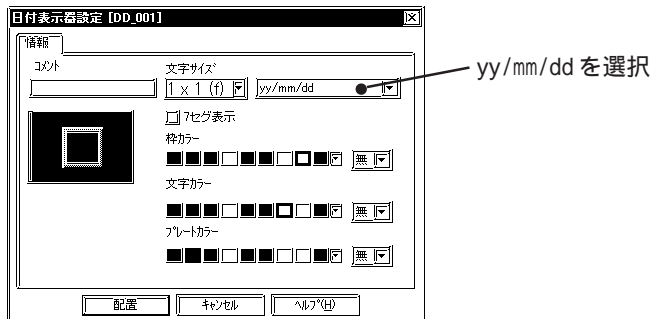 日付表示器設定 [DD_001]
情報
コメント
文字サイズ
1 x 1 (f)
yy/mm/dd
yy/mm/ddを選択
7セグ表示
枠カラー
無
文字カラー
無
プレートカラー
無
配置
キャンセル
ヘルプ(H)